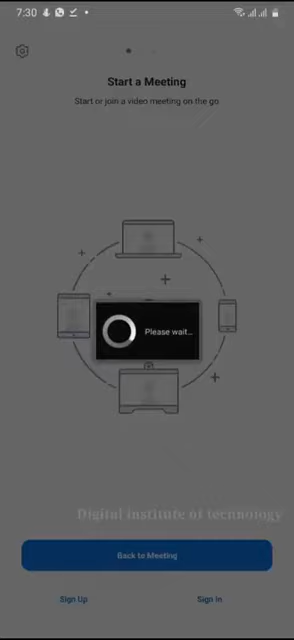 7:30
Start a Meeting
Start or join a video meeting on the go
Please wait...
Digital institute of technology
Back to Meeting
Sign Up
Sign In